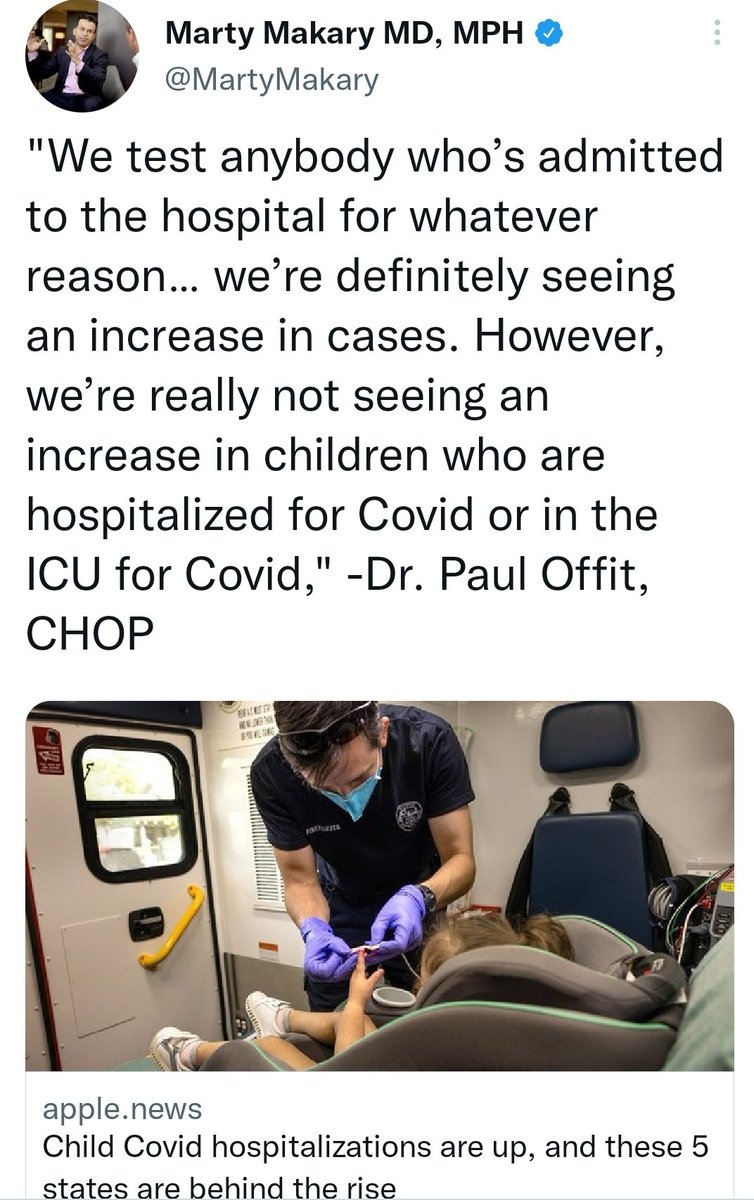 Marty Makary MD, MPH
@MartyMakary
"We test anybody who’s admitted
to the hospital for whatever
reason… we’re definitely seeing
an increase in cases. However,
we’re really not seeing an
increase in children who are
hospitalized for Covid or in the
ICU for Covid," -Dr. Paul Offit,
CHOP
FIREFIGHTER
apple.news
Child Covid hospitalizations are up, and these 5
states are behind the rise